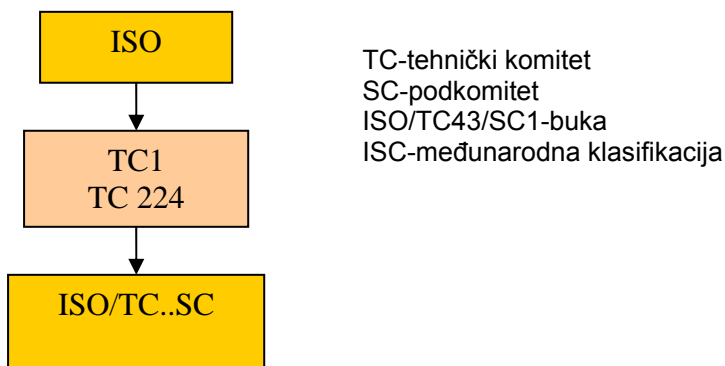 ISO
TC1
TC 224
ISO/TC..SC
TC-tehnički komitet
SC-podkomitet
ISO/TC43/SC1-buka
ISC-međunarodna klasifikacija